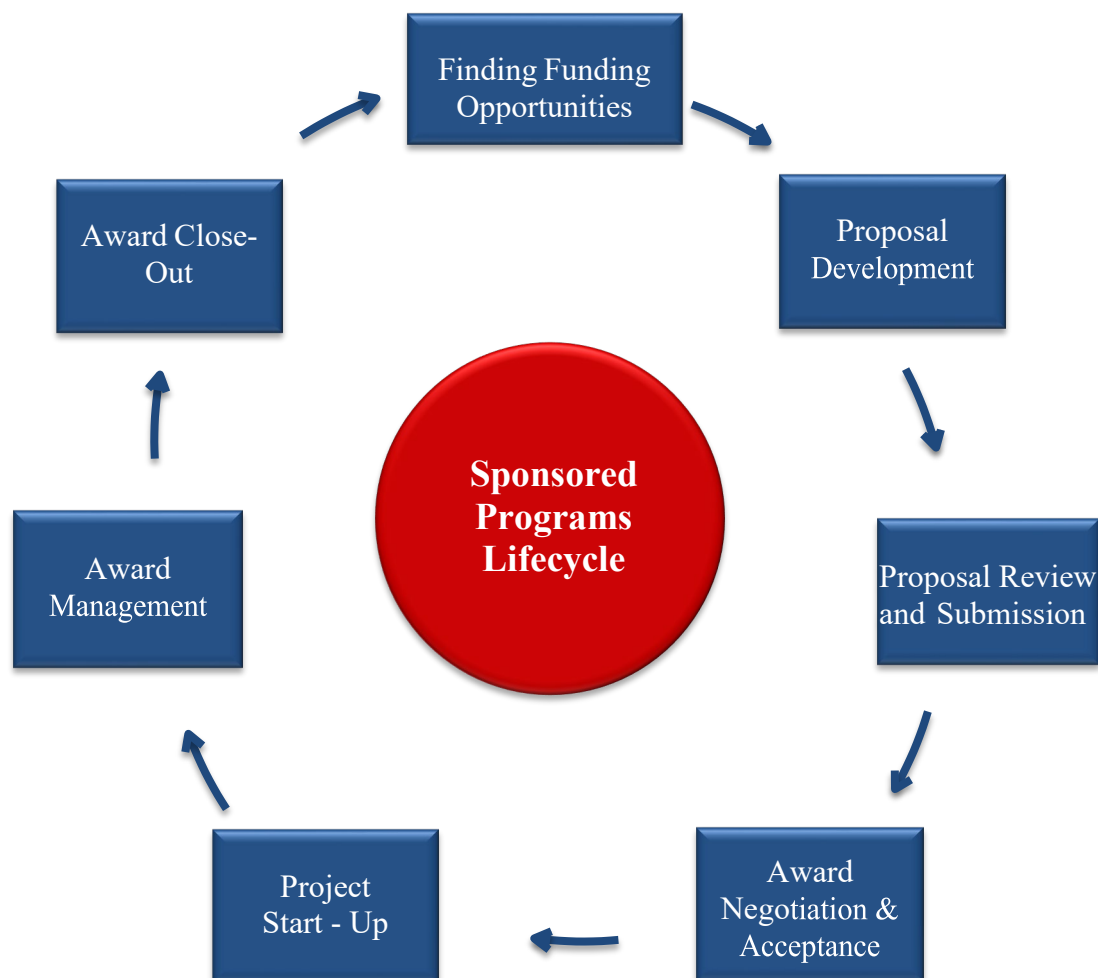 Finding Funding
Opportunities
Proposal
Development
Proposal Review
and Submission
Award
Negotiation &
Acceptance
Project
Start - Up
Award
Management
Award Close-
Out
Sponsored
Programs
Lifecycle